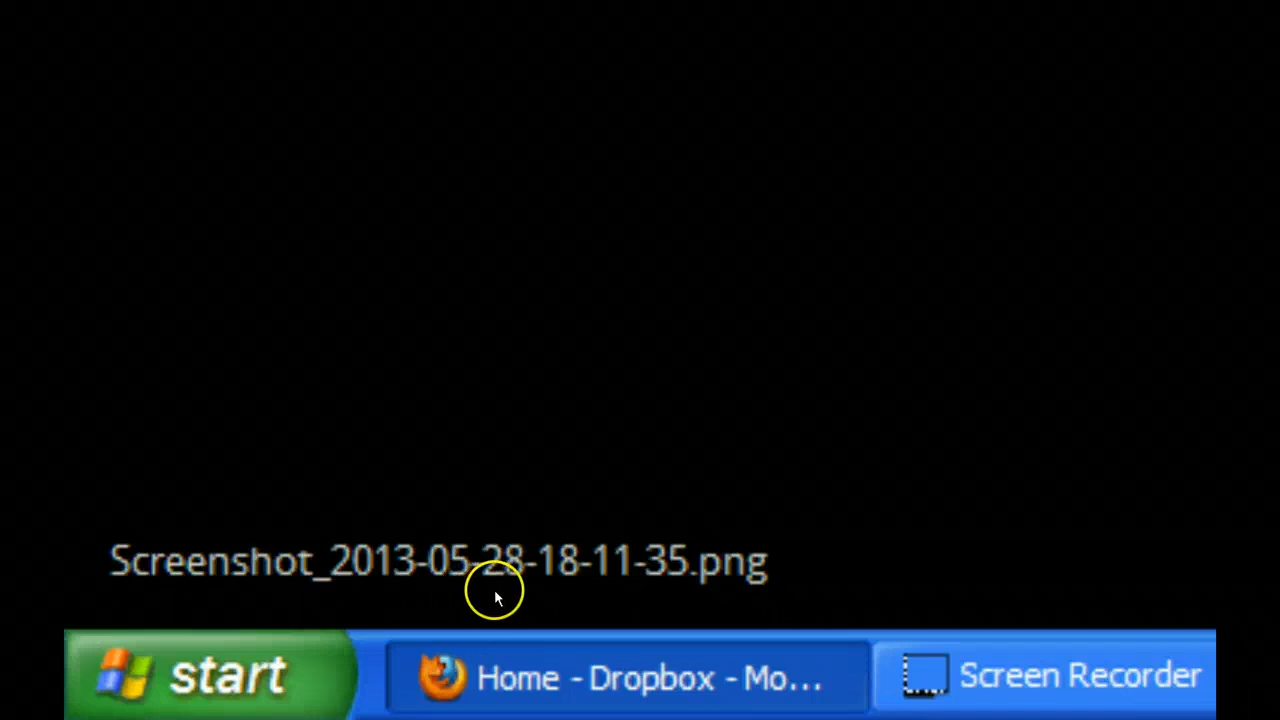 Screenshot_2013-05-28-18-11-35.png
start
Home - Dropbox - Mo...
Screen Recorder